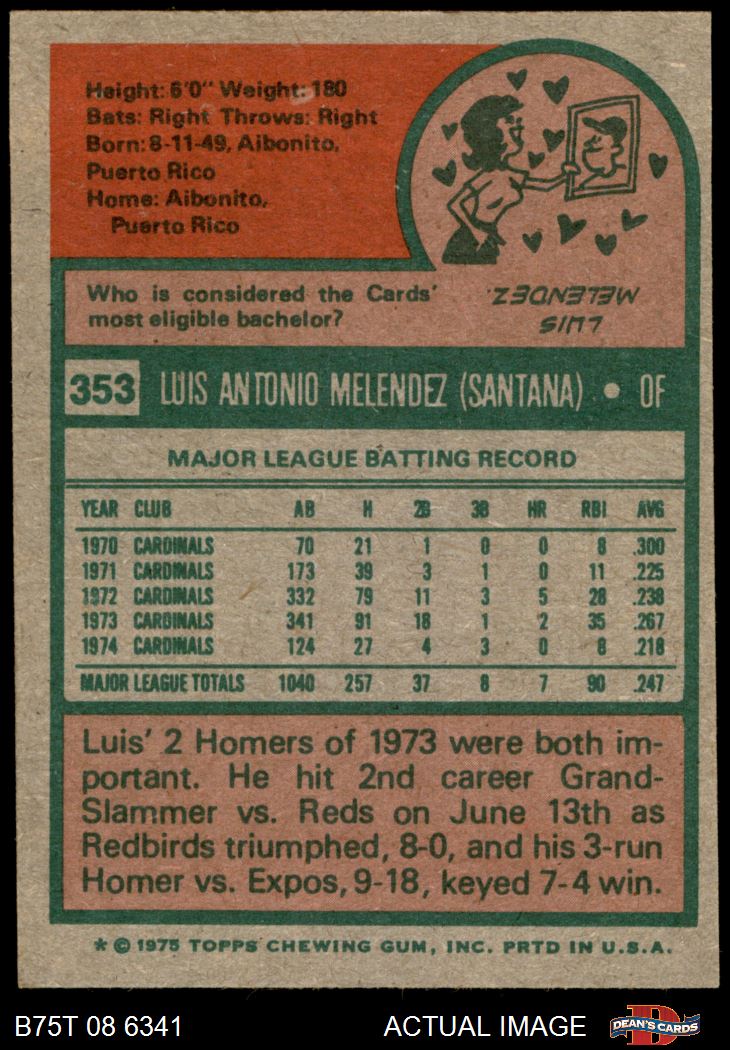 Height: 6'0" Weight: 180
Bats: Right Throws: Right
Born: 8-11-49, Aibonito,
Puerto Rico
Home: Aibonito,
Puerto Rico
Who is considered the Cards'
most eligible bachelor?
LUIS
MELENDEZ.
353 LUIS ANTONIO MELENDEZ (SANTANA) • OF
MAJOR LEAGUE BATTING RECORD
YEAR CLUB AB H 2B 3B HR RBI AVG
1970 CARDINALS 70 21 1 0 0 8 .300
1971 CARDINALS 173 39 3 1 0 11 .225
1972 CARDINALS 332 79 11 3 5 28 .238
1973 CARDINALS 341 91 18 1 2 35 .267
1974 CARDINALS 124 27 4 3 0 8 .218
MAJOR LEAGUE TOTALS 1040 257 37 8 7 90 .247
Luis' 2 Homers of 1973 were both im-
portant. He hit 2nd career Grand-
Slammer vs. Reds on June 13th as
Redbirds triumphed, 8-0, and his 3-run
Homer vs. Expos, 9-18, keyed 7-4 win.
* © 1975 TOPPS CHEWING GUM, INC. PRTD IN U.S.A.
B75T 08 6341 ACTUAL IMAGE D DEAN'S CARDS